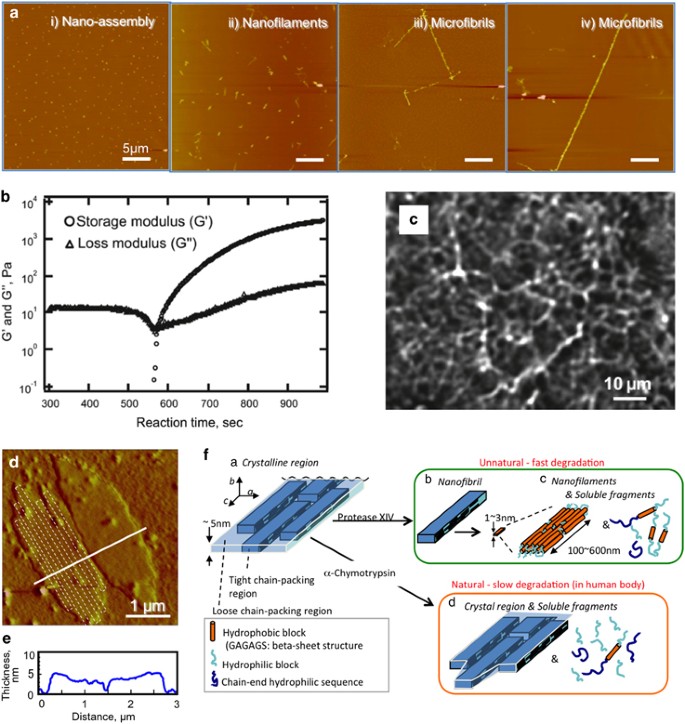 a
i) Nano-assembly
ii) Nanofilaments
iii) Microfibrils
iv) Microfibrils
5µm
b
10⁴
10³
10²
10¹
10⁰
10⁻¹
G' and G'', Pa
Storage modulus (G')
Loss modulus (G")
300 400 500 600 700 800 900
Reaction time, sec
c
10 µm
d
1 µm
e
Thickness, nm
10
5
0
0 1 2 3
Distance, µm
f
a Crystalline region
b
a
c
~ 5nm
Tight chain-packing region
Loose chain-packing region
Hydrophobic block
(GAGAGS: beta-sheet structure
Hydrophilic block
Chain-end hydrophilic sequence
Protease XIV
α-Chymotrypsin
Unnatural - fast degradation
b
Nanofibril
1~3nm
c Nanofilaments
& Soluble fragments
100~600nm
&
Natural - slow degradation (in human body)
d
Crystal region & Soluble fragments
&